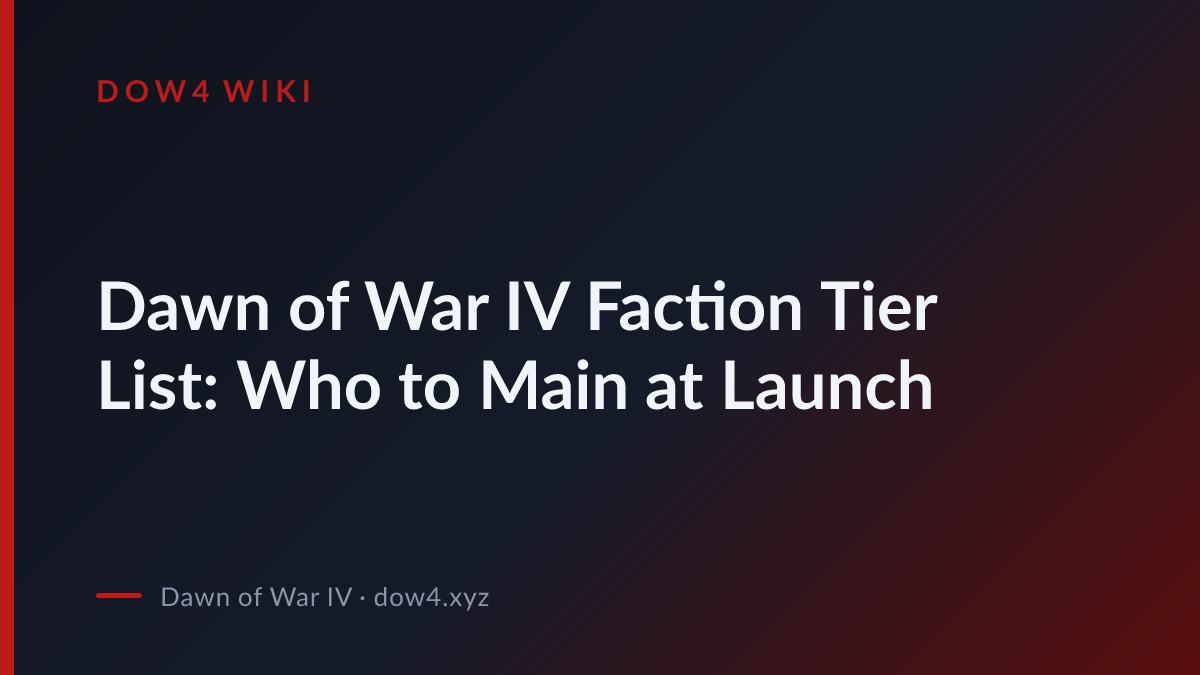 DOW4 WIKI
Dawn of War IV Faction Tier
List: Who to Main at Launch
Dawn of War IV · dow4.xyz